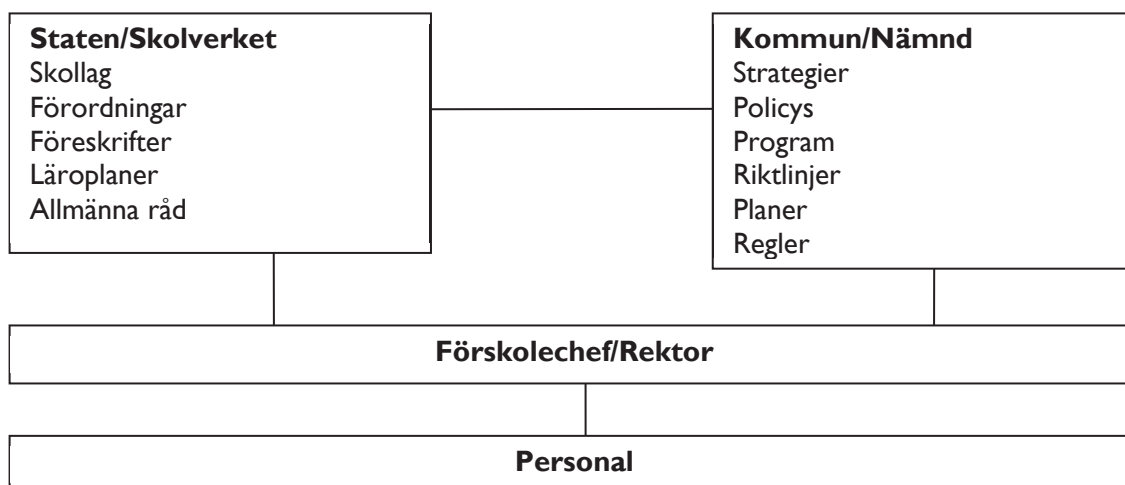 Staten/Skolverket
Skollag
Förordningar
Föreskrifter
Läroplaner
Allmänna råd
Kommun/Nämnd
Strategier
Policys
Program
Riktlinjer
Planer
Regler
Förskolechef/Rektor
Personal